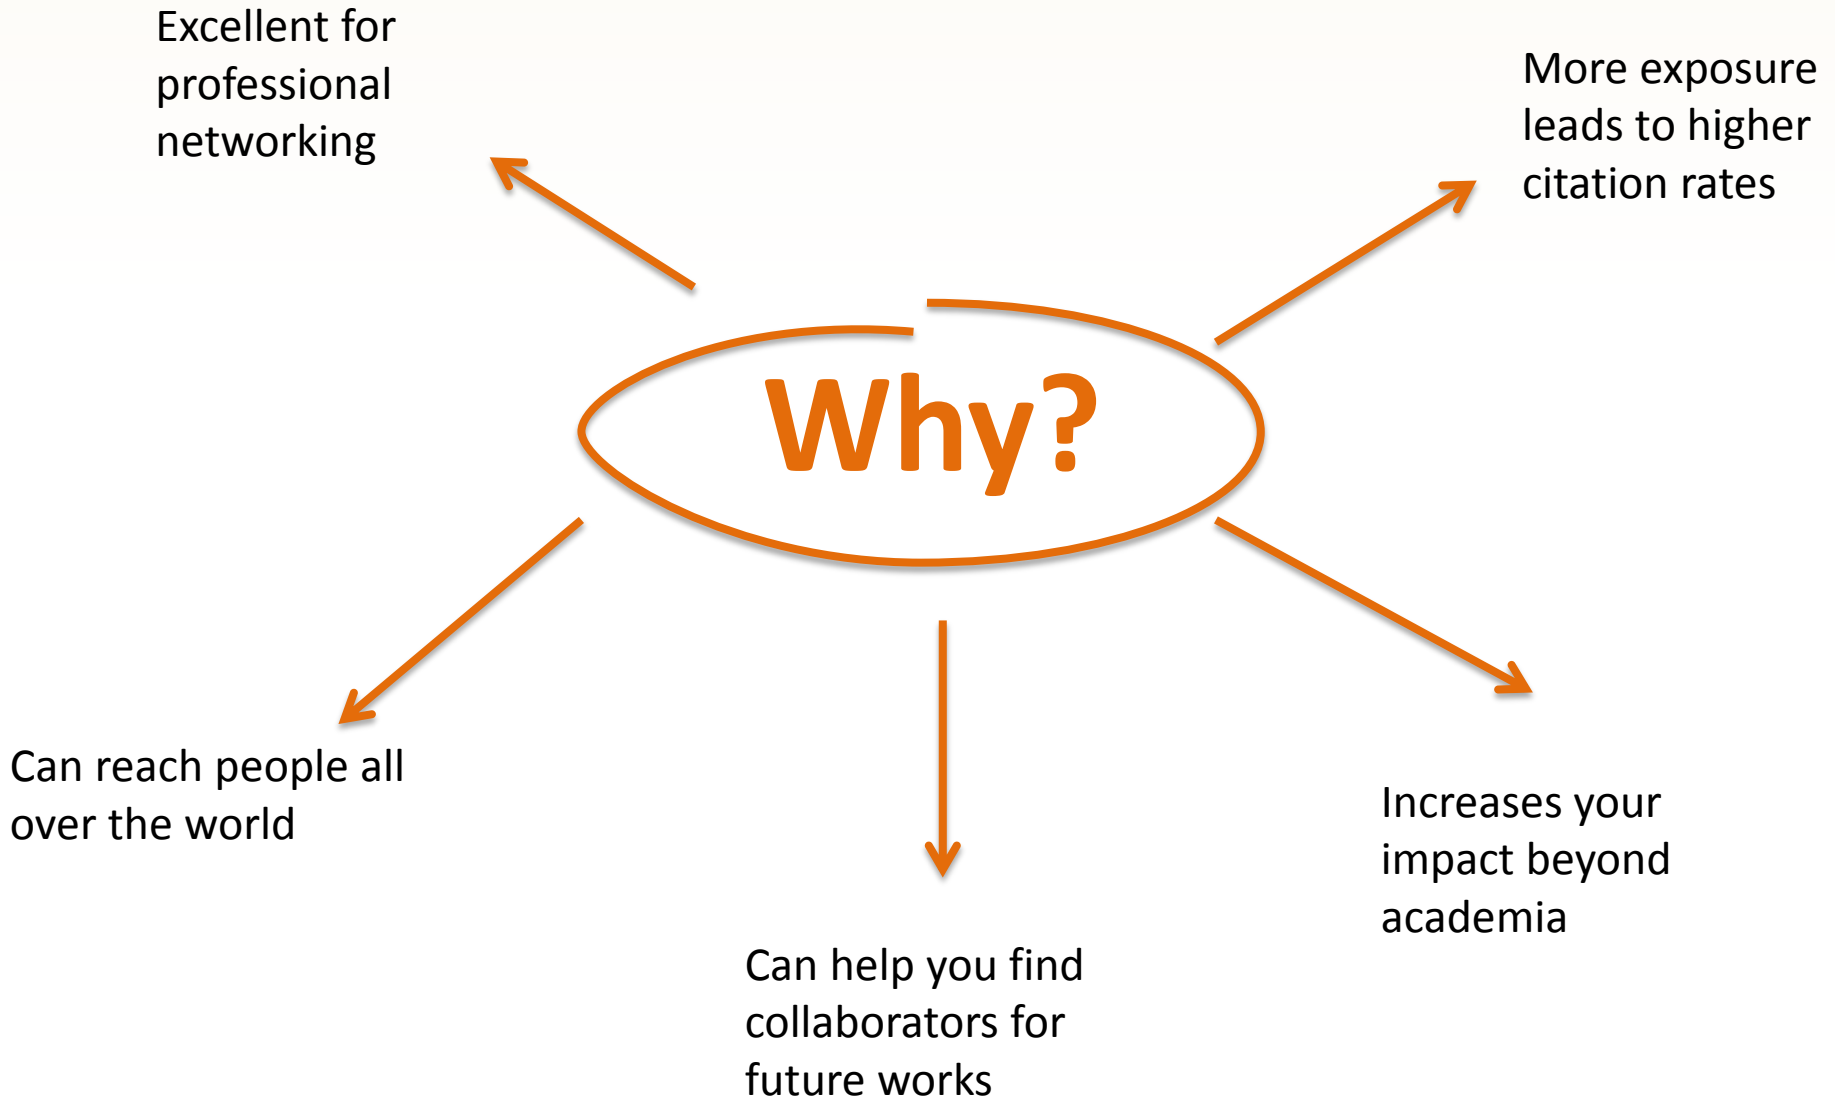 Excellent for
professional
networking
More exposure
leads to higher
citation rates
Why?
Can reach people all
over the world
Increases your
impact beyond
academia
Can help you find
collaborators for
future works